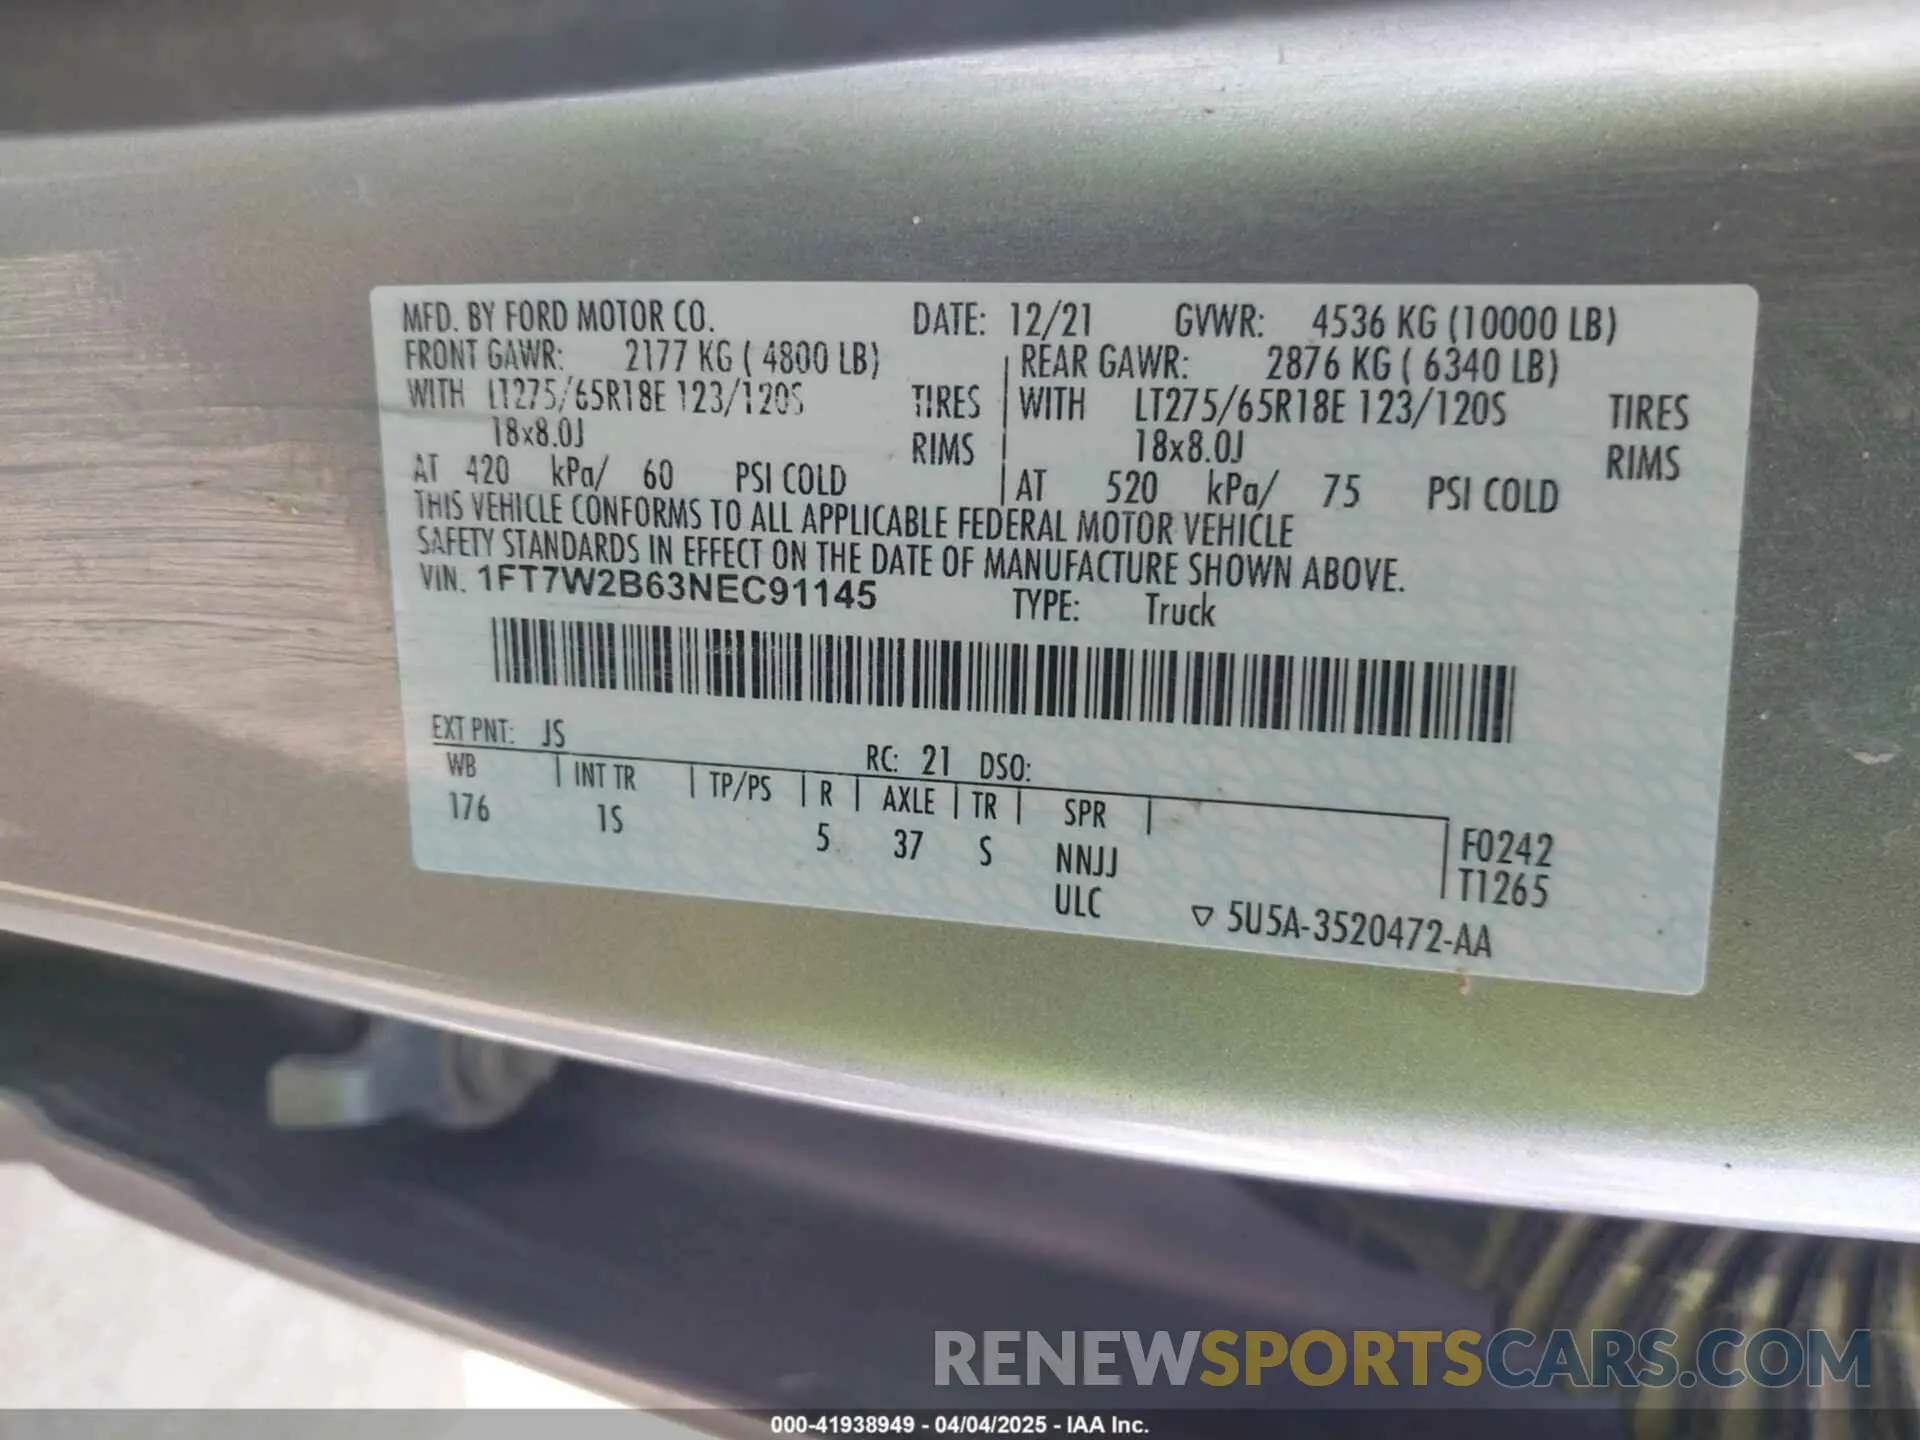 MFD. BY FORD MOTOR CO. DATE: 12/21 GVWR: 4536 KG (10000 LB)
FRONT GAWR: 2177 KG ( 4800 LB) REAR GAWR: 2876 KG ( 6340 LB)
WITH LT275/65R18E 123/120S TIRES WITH LT275/65R18E 123/120S TIRES
18x8.0J RIMS 18x8.0J RIMS
AT 420 kPa/ 60 PSI COLD AT 520 kPa/ 75 PSI COLD
THIS VEHICLE CONFORMS TO ALL APPLICABLE FEDERAL MOTOR VEHICLE
SAFETY STANDARDS IN EFFECT ON THE DATE OF MANUFACTURE SHOWN ABOVE.
VIN. 1FT7W2B63NEC91145 TYPE: Truck
EXT PNT: JS RC: 21 DSO:
WB INT TR TP/PS R AXLE TR SPR
176 1S 5 37 S NNJJ F0242
ULC T1265
▽ 5U5A-3520472-AA
RENEWSPORTSCARS.COM
000-41938949 - 04/04/2025 - IAA Inc.